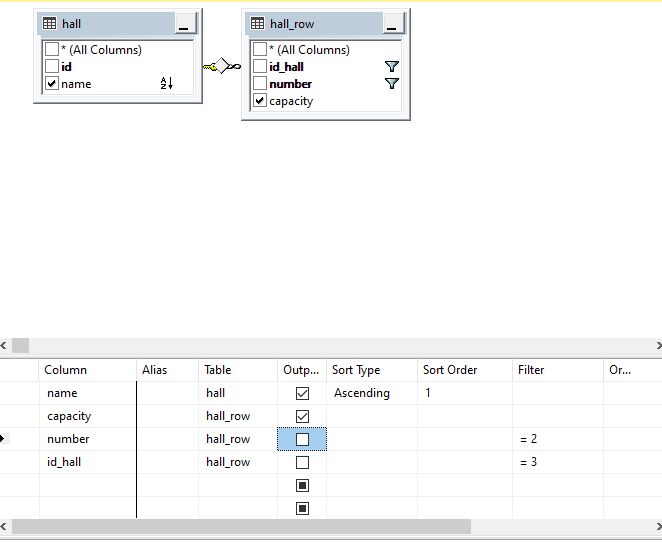 hall
* (All Columns)
id
name
hall_row
* (All Columns)
id_hall
number
capacity
Column Alias Table Outp... Sort Type Sort Order Filter Or...
name hall Ascending 1
capacity hall_row
number hall_row = 2
id_hall hall_row = 3